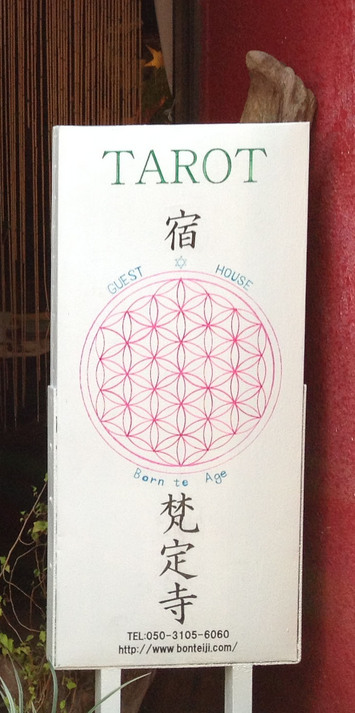 TAROT
宿
GUEST HOUSE
Born to Age
梵定寺
TEL:050-3105-6060
http://www.bonteiji.com/